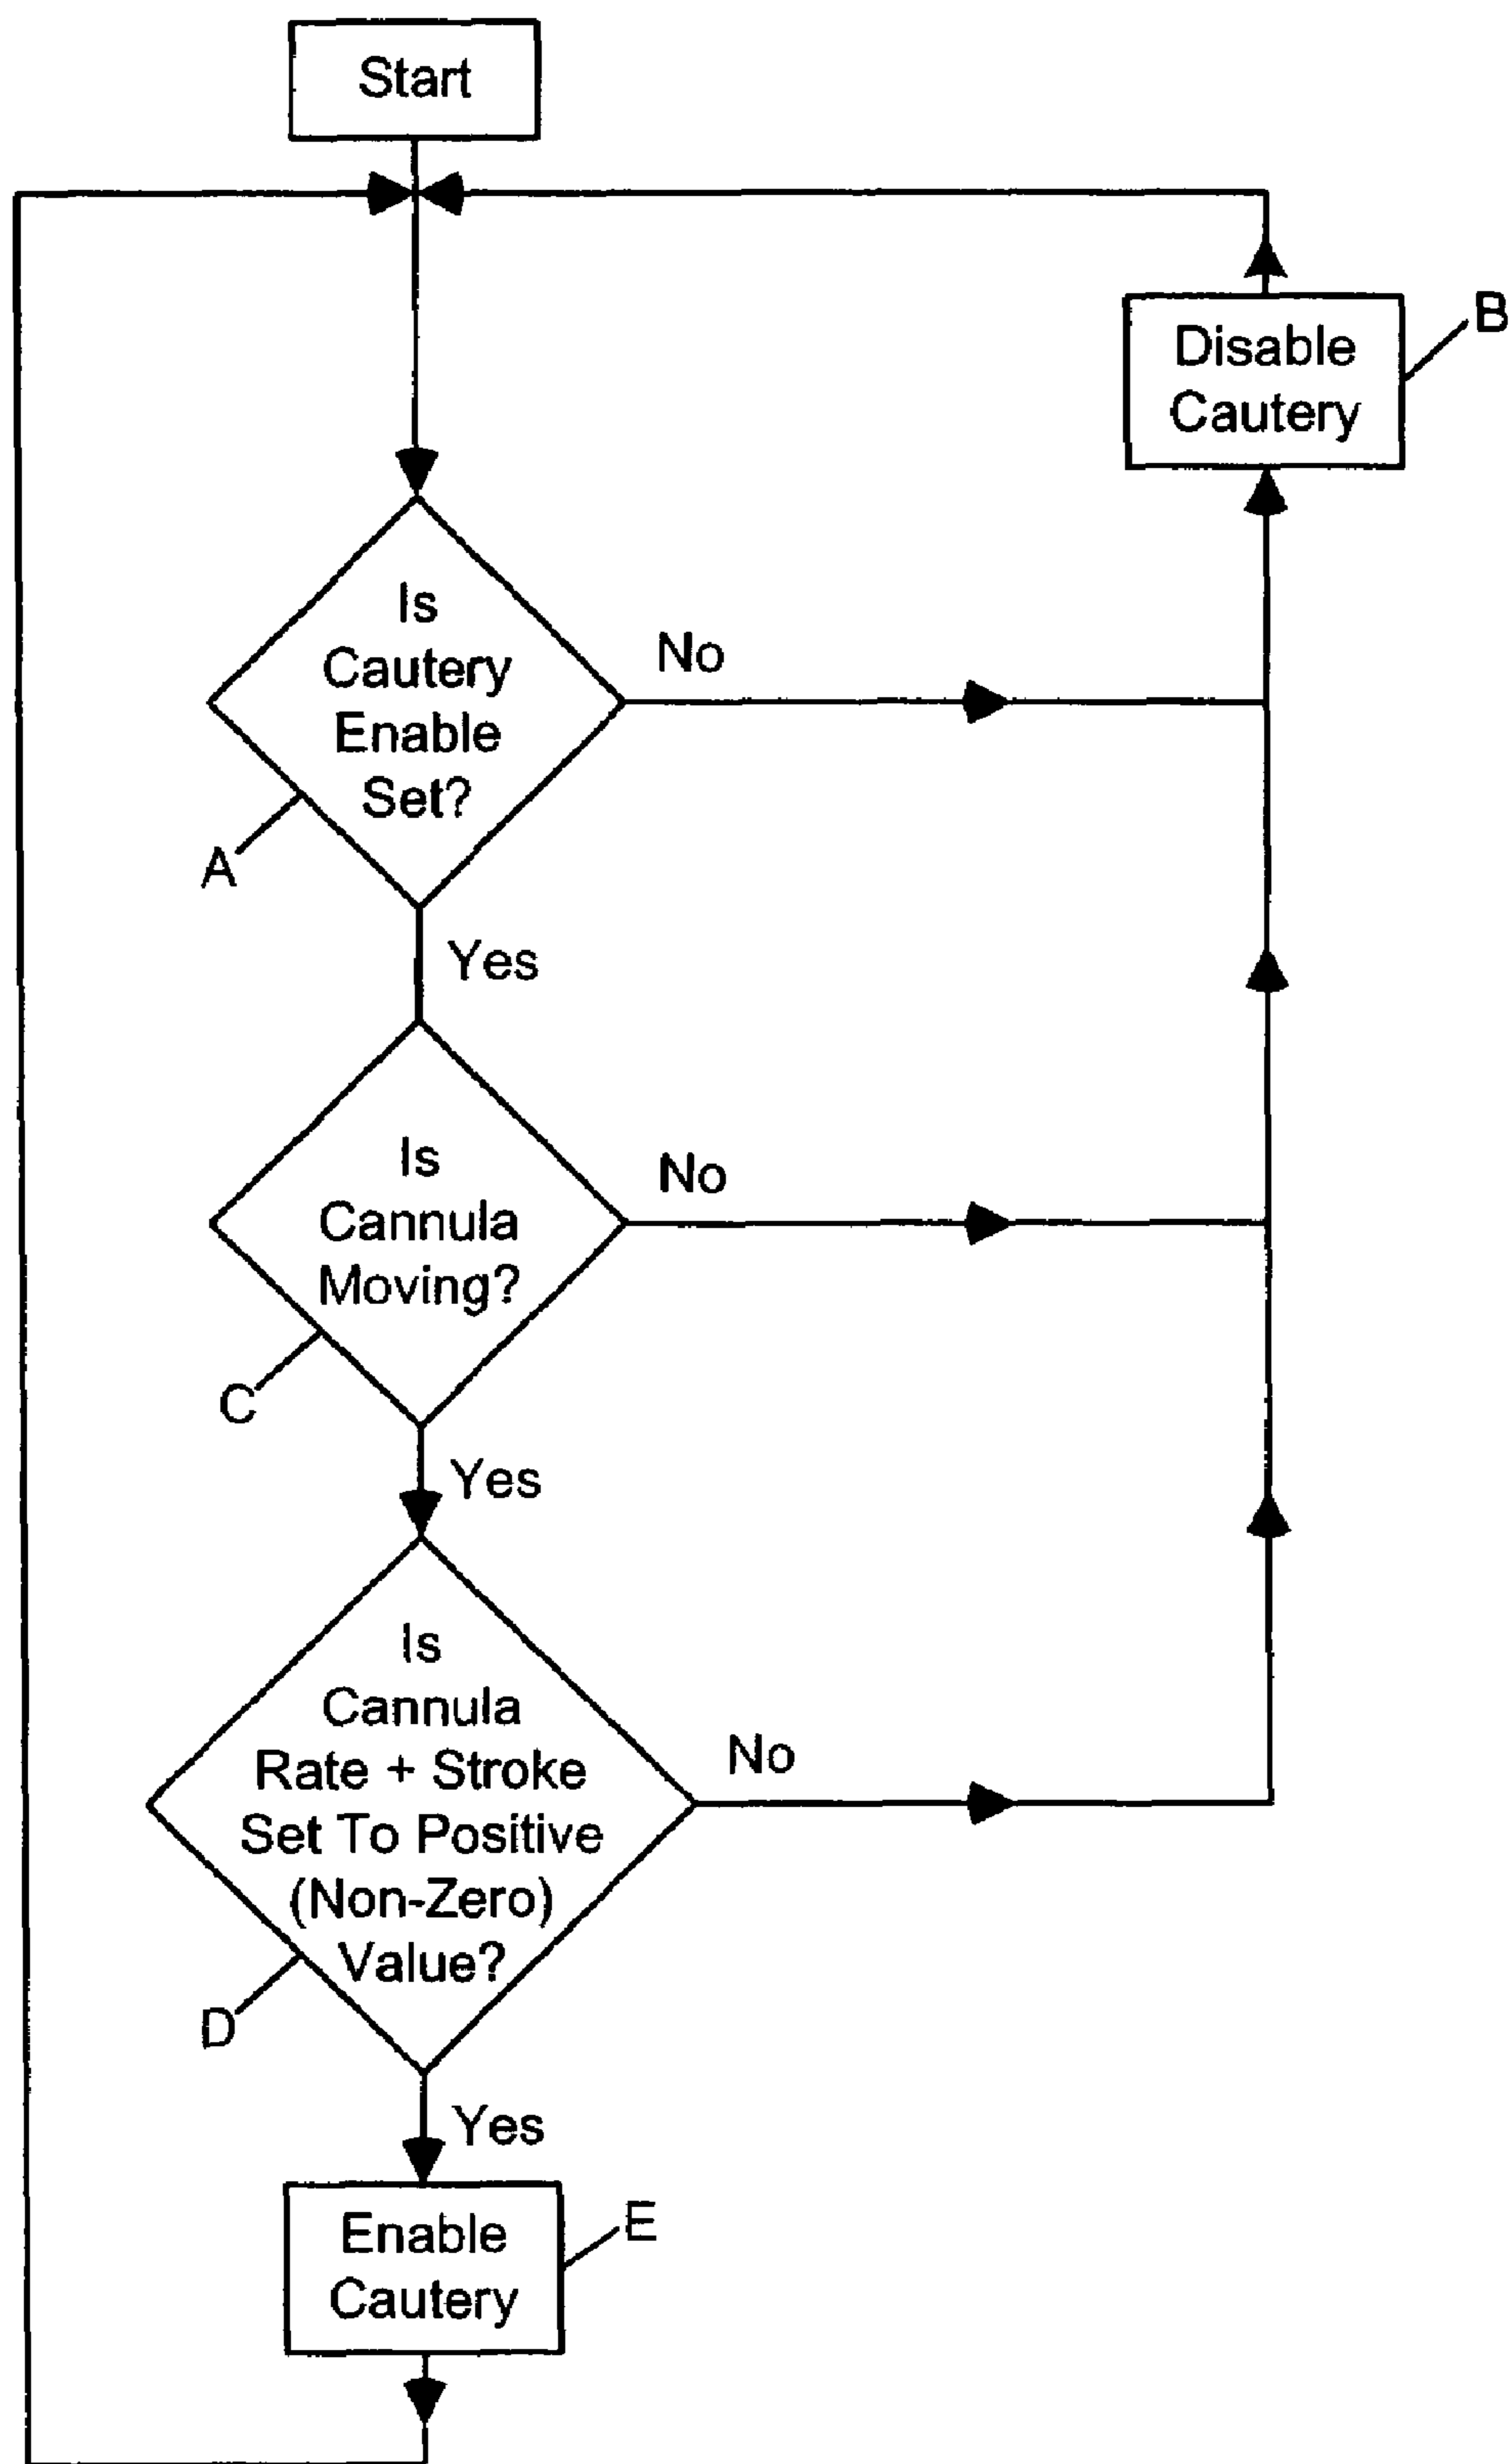 Start
Disable
Cautery
B
Is
Cautery
Enable
Set?
No
A
Yes
Is
Cannula
Moving?
No
C
Yes
Is
Cannula
Rate + Stroke
Set To Positive
(Non-Zero)
Value?
No
D
Yes
Enable
Cautery
E